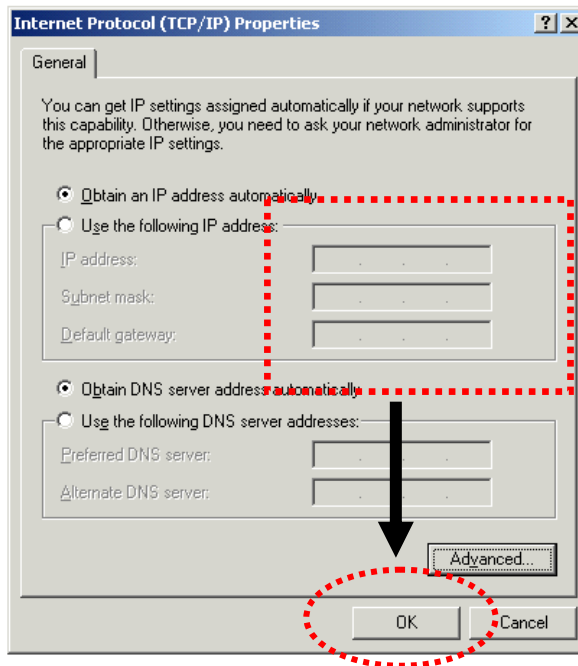 Internet Protocol (TCP/IP) Properties
General
You can get IP settings assigned automatically if your network supports
this capability. Otherwise, you need to ask your network administrator for
the appropriate IP settings.
Obtain an IP address automatically
Use the following IP address:
IP address:
Subnet mask:
Default gateway:
Obtain DNS server address automatically
Use the following DNS server addresses:
Preferred DNS server:
Alternate DNS server:
Advanced...
OK
Cancel